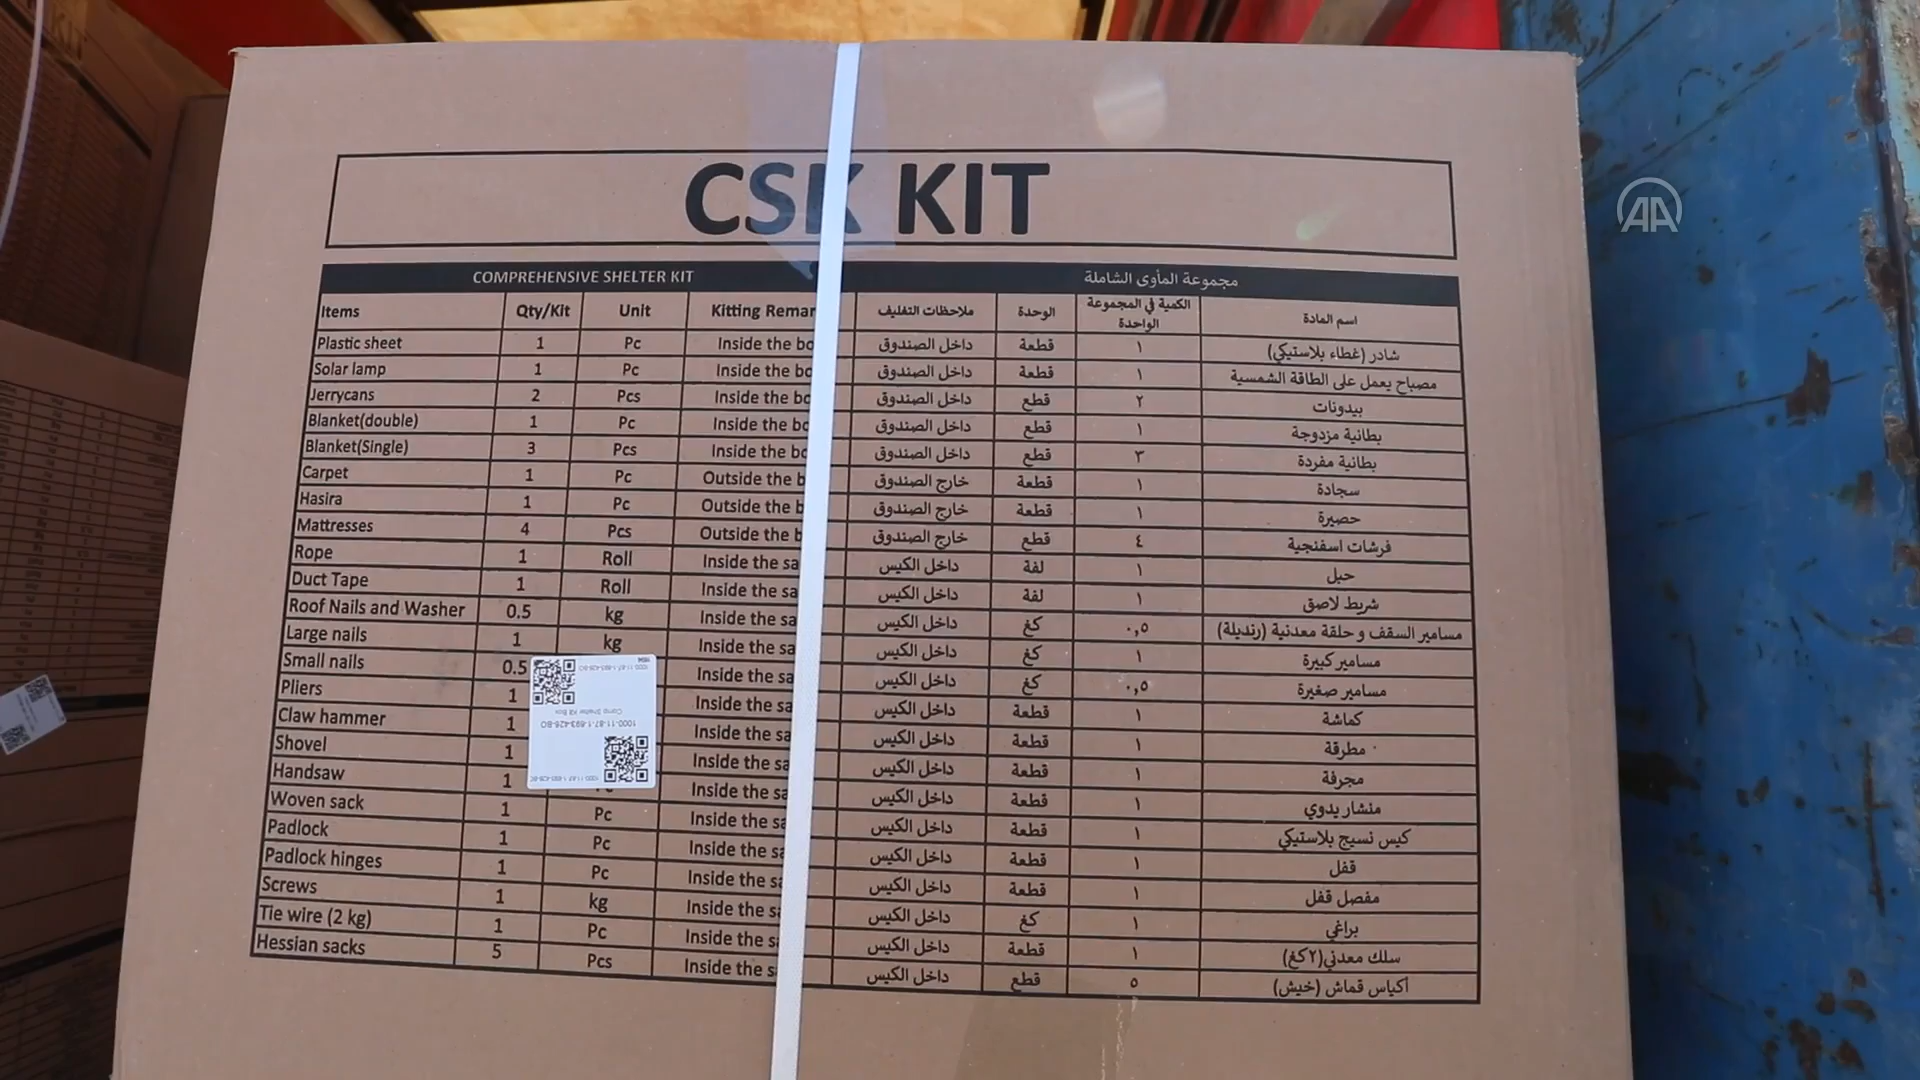 CSK KIT
COMPREHENSIVE SHELTER KIT مجموعة المأوى الشاملة
Items Qty/Kit Unit Kitting Remar ملاحظات التغليف الوحدة الكمية في المجموعة الواحدة اسم المادة
Plastic sheet 1 Pc Inside the bo داخل الصندوق قطعة ١ شادر (غطاء بلاستيكي)
Solar lamp 1 Pc Inside the bo داخل الصندوق قطعة ١ مصباح يعمل على الطاقة الشمسية
Jerrycans 2 Pcs Inside the bo داخل الصندوق قطع ٢ بيدونات
Blanket(double) 1 Pc Inside the bo داخل الصندوق قطع ١ بطانية مزدوجة
Blanket(Single) 3 Pcs Inside the bo داخل الصندوق قطع ٣ بطانية مفردة
Carpet 1 Pc Outside the b خارج الصندوق قطعة ١ سجادة
Hasira 1 Pc Outside the b خارج الصندوق قطعة ١ حصيرة
Mattresses 4 Pcs Outside the b خارج الصندوق قطع ٤ فرشات اسفنجية
Rope 1 Roll Inside the sa داخل الكيس لفة ١ حبل
Duct Tape 1 Roll Inside the sa داخل الكيس لفة ١ شريط لاصق
Roof Nails and Washer 0.5 kg Inside the sa داخل الكيس كغ ٠,٥ مسامير السقف و حلقة معدنية (رنديلة)
Large nails 1 kg Inside the sa داخل الكيس كغ ١ مسامير كبيرة
Small nails 0.5 Inside the sa داخل الكيس كغ ٠,٥ مسامير صغيرة
Pliers 1 Inside the sa داخل الكيس قطعة ١ كماشة
Claw hammer 1 Inside the sa داخل الكيس قطعة ١ مطرقة
Shovel 1 Inside the sa داخل الكيس قطعة ١ مجرفة
Handsaw 1 Inside the sa داخل الكيس قطعة ١ منشار يدوي
Woven sack 1 Pc Inside the sa داخل الكيس قطعة ١ كيس نسيج بلاستيكي
Padlock 1 Pc Inside the sa داخل الكيس قطعة ١ قفل
Padlock hinges 1 Pc Inside the sa داخل الكيس قطعة ١ مفصل قفل
Screws 1 kg Inside the sa داخل الكيس كغ ١ براغي
Tie wire (2 kg) 1 Pc Inside the s داخل الكيس قطعة ١ سلك معدني(٢كغ)
Hessian sacks 5 Pcs Inside the s داخل الكيس قطع ٥ أكياس قماش (خيش)
Camp Shelter Kit Box
1000-11-87-1-693-426-BO
AA